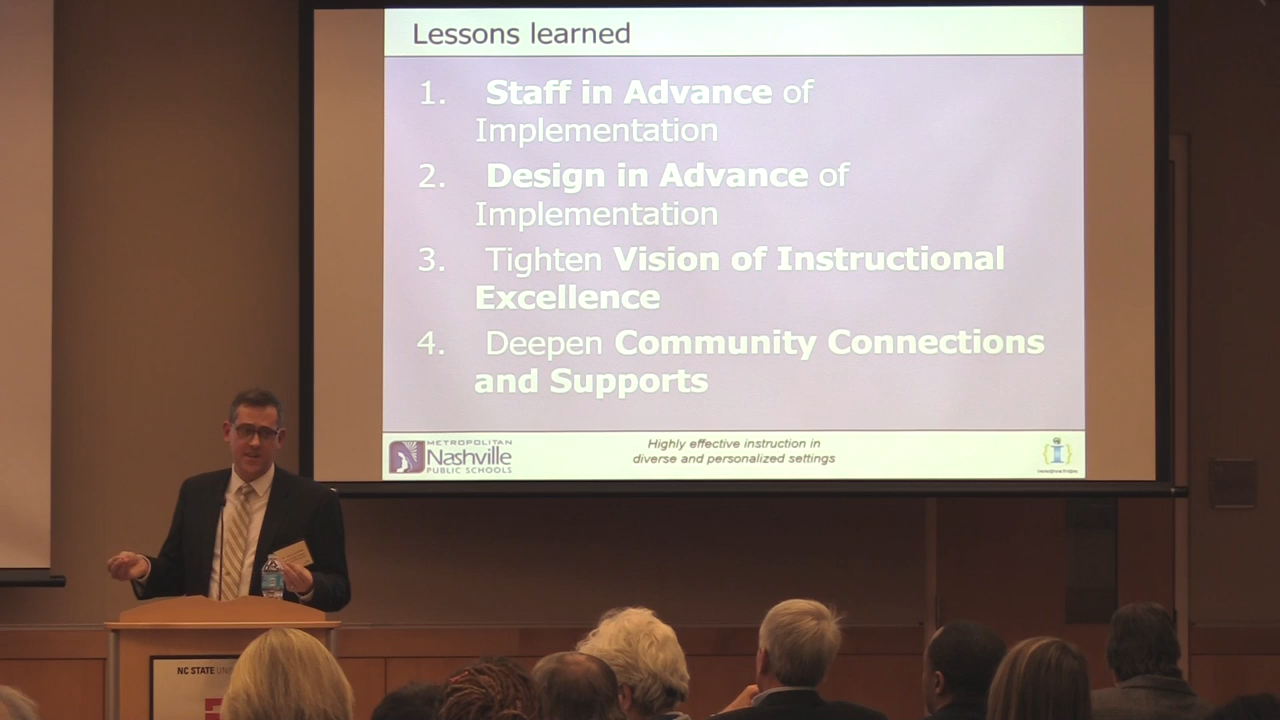 Lessons learned
1. Staff in Advance of
Implementation
2. Design in Advance of
Implementation
3. Tighten Vision of Instructional
Excellence
4. Deepen Community Connections
and Supports
METROPOLITAN
Nashville
PUBLIC SCHOOLS
Highly effective instruction in
diverse and personalized settings
NC STATE